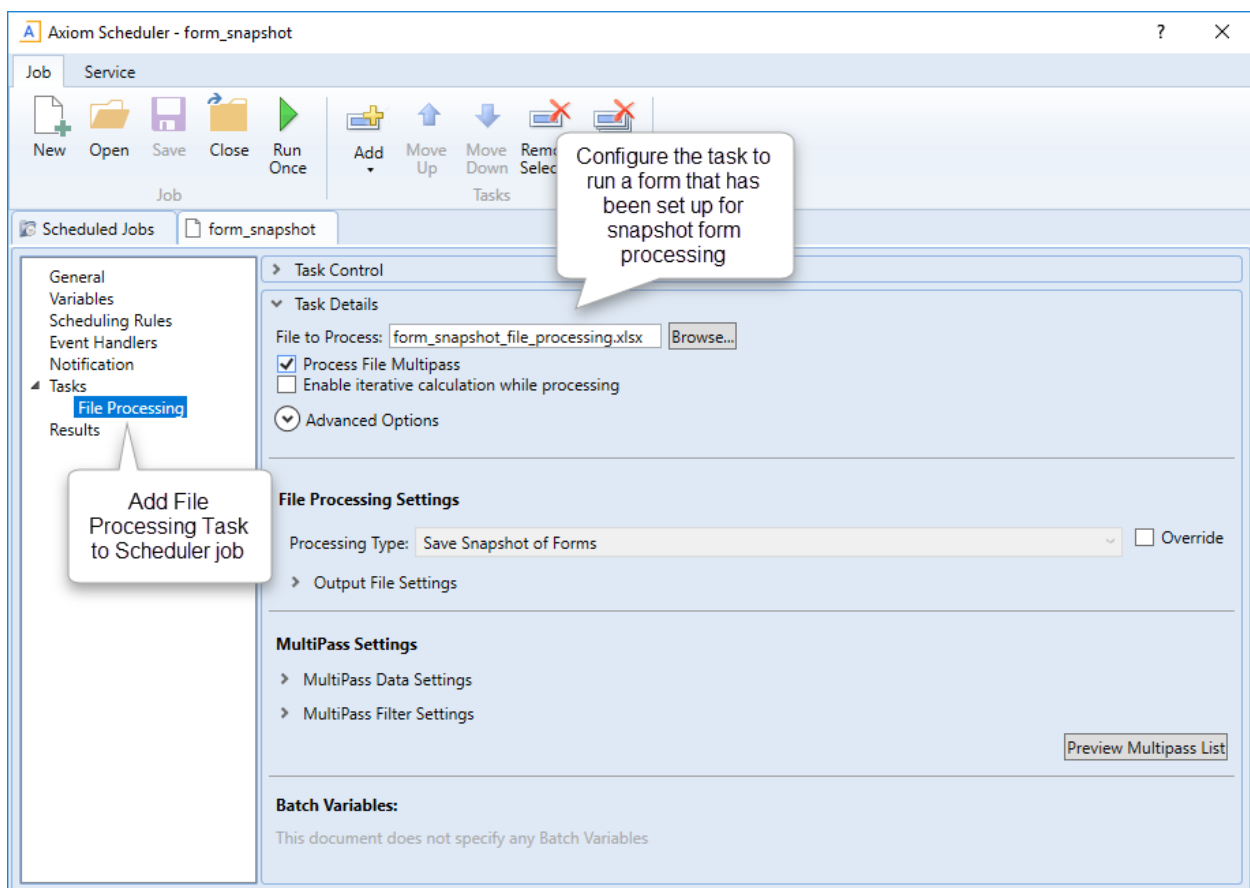 Axiom Scheduler - form_snapshot
?
Job Service
New Open Save Close Run Once
Add Move Up Move Down
Job
Tasks
Scheduled Jobs form_snapshot
Configure the task to
run a form that has
been set up for
snapshot form
processing
General
Variables
Scheduling Rules
Event Handlers
Notification
Tasks
File Processing
Results
Add File
Processing Task
to Scheduler job
Task Control
Task Details
File to Process: form_snapshot_file_processing.xlsx Browse...
Process File Multipass
Enable iterative calculation while processing
Advanced Options
File Processing Settings
Processing Type: Save Snapshot of Forms Override
Output File Settings
MultiPass Settings
MultiPass Data Settings
MultiPass Filter Settings
Preview Multipass List
Batch Variables:
This document does not specify any Batch Variables